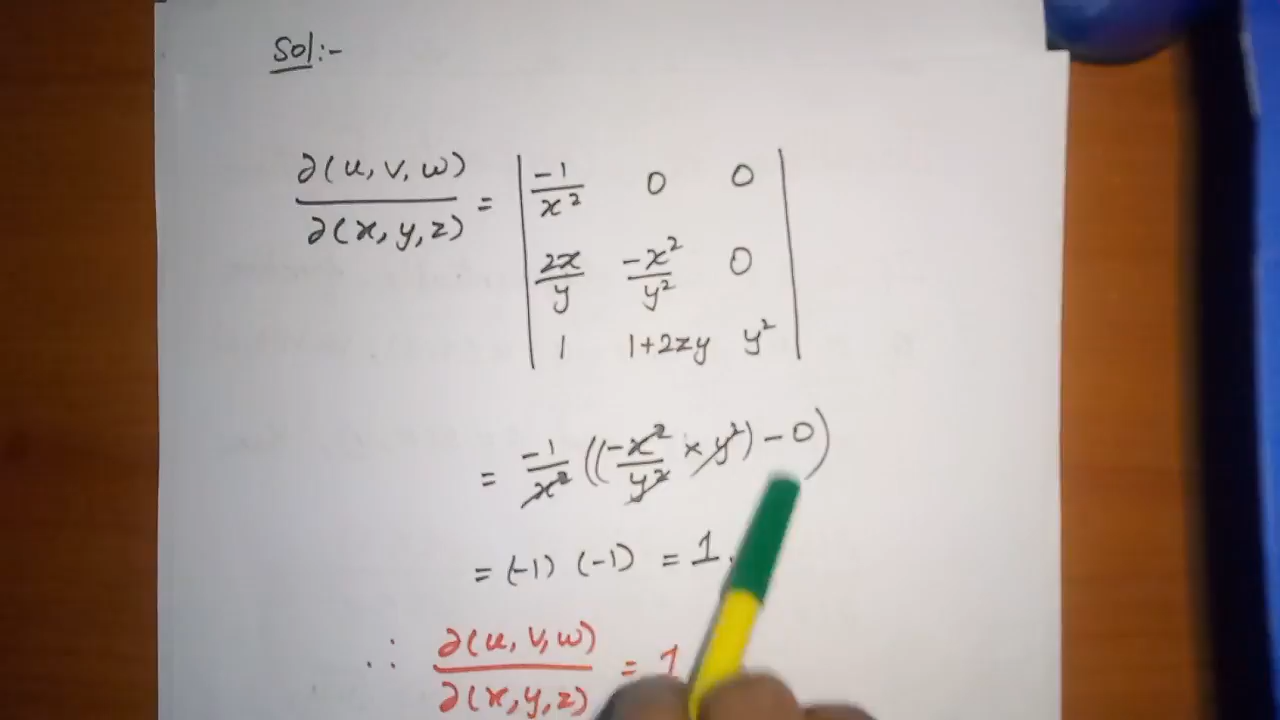 Sol:-
∂(u, v, w)/∂(x, y, z) = | -1/x² 0 0 |
| 2x/y -x²/y² 0 |
| 1 1+2zy y² |
= -1/x² ((-x²/y² × y²) - 0)
= (-1) (-1) = 1.
∴ ∂(u, v, w)/∂(x, y, z) = 1